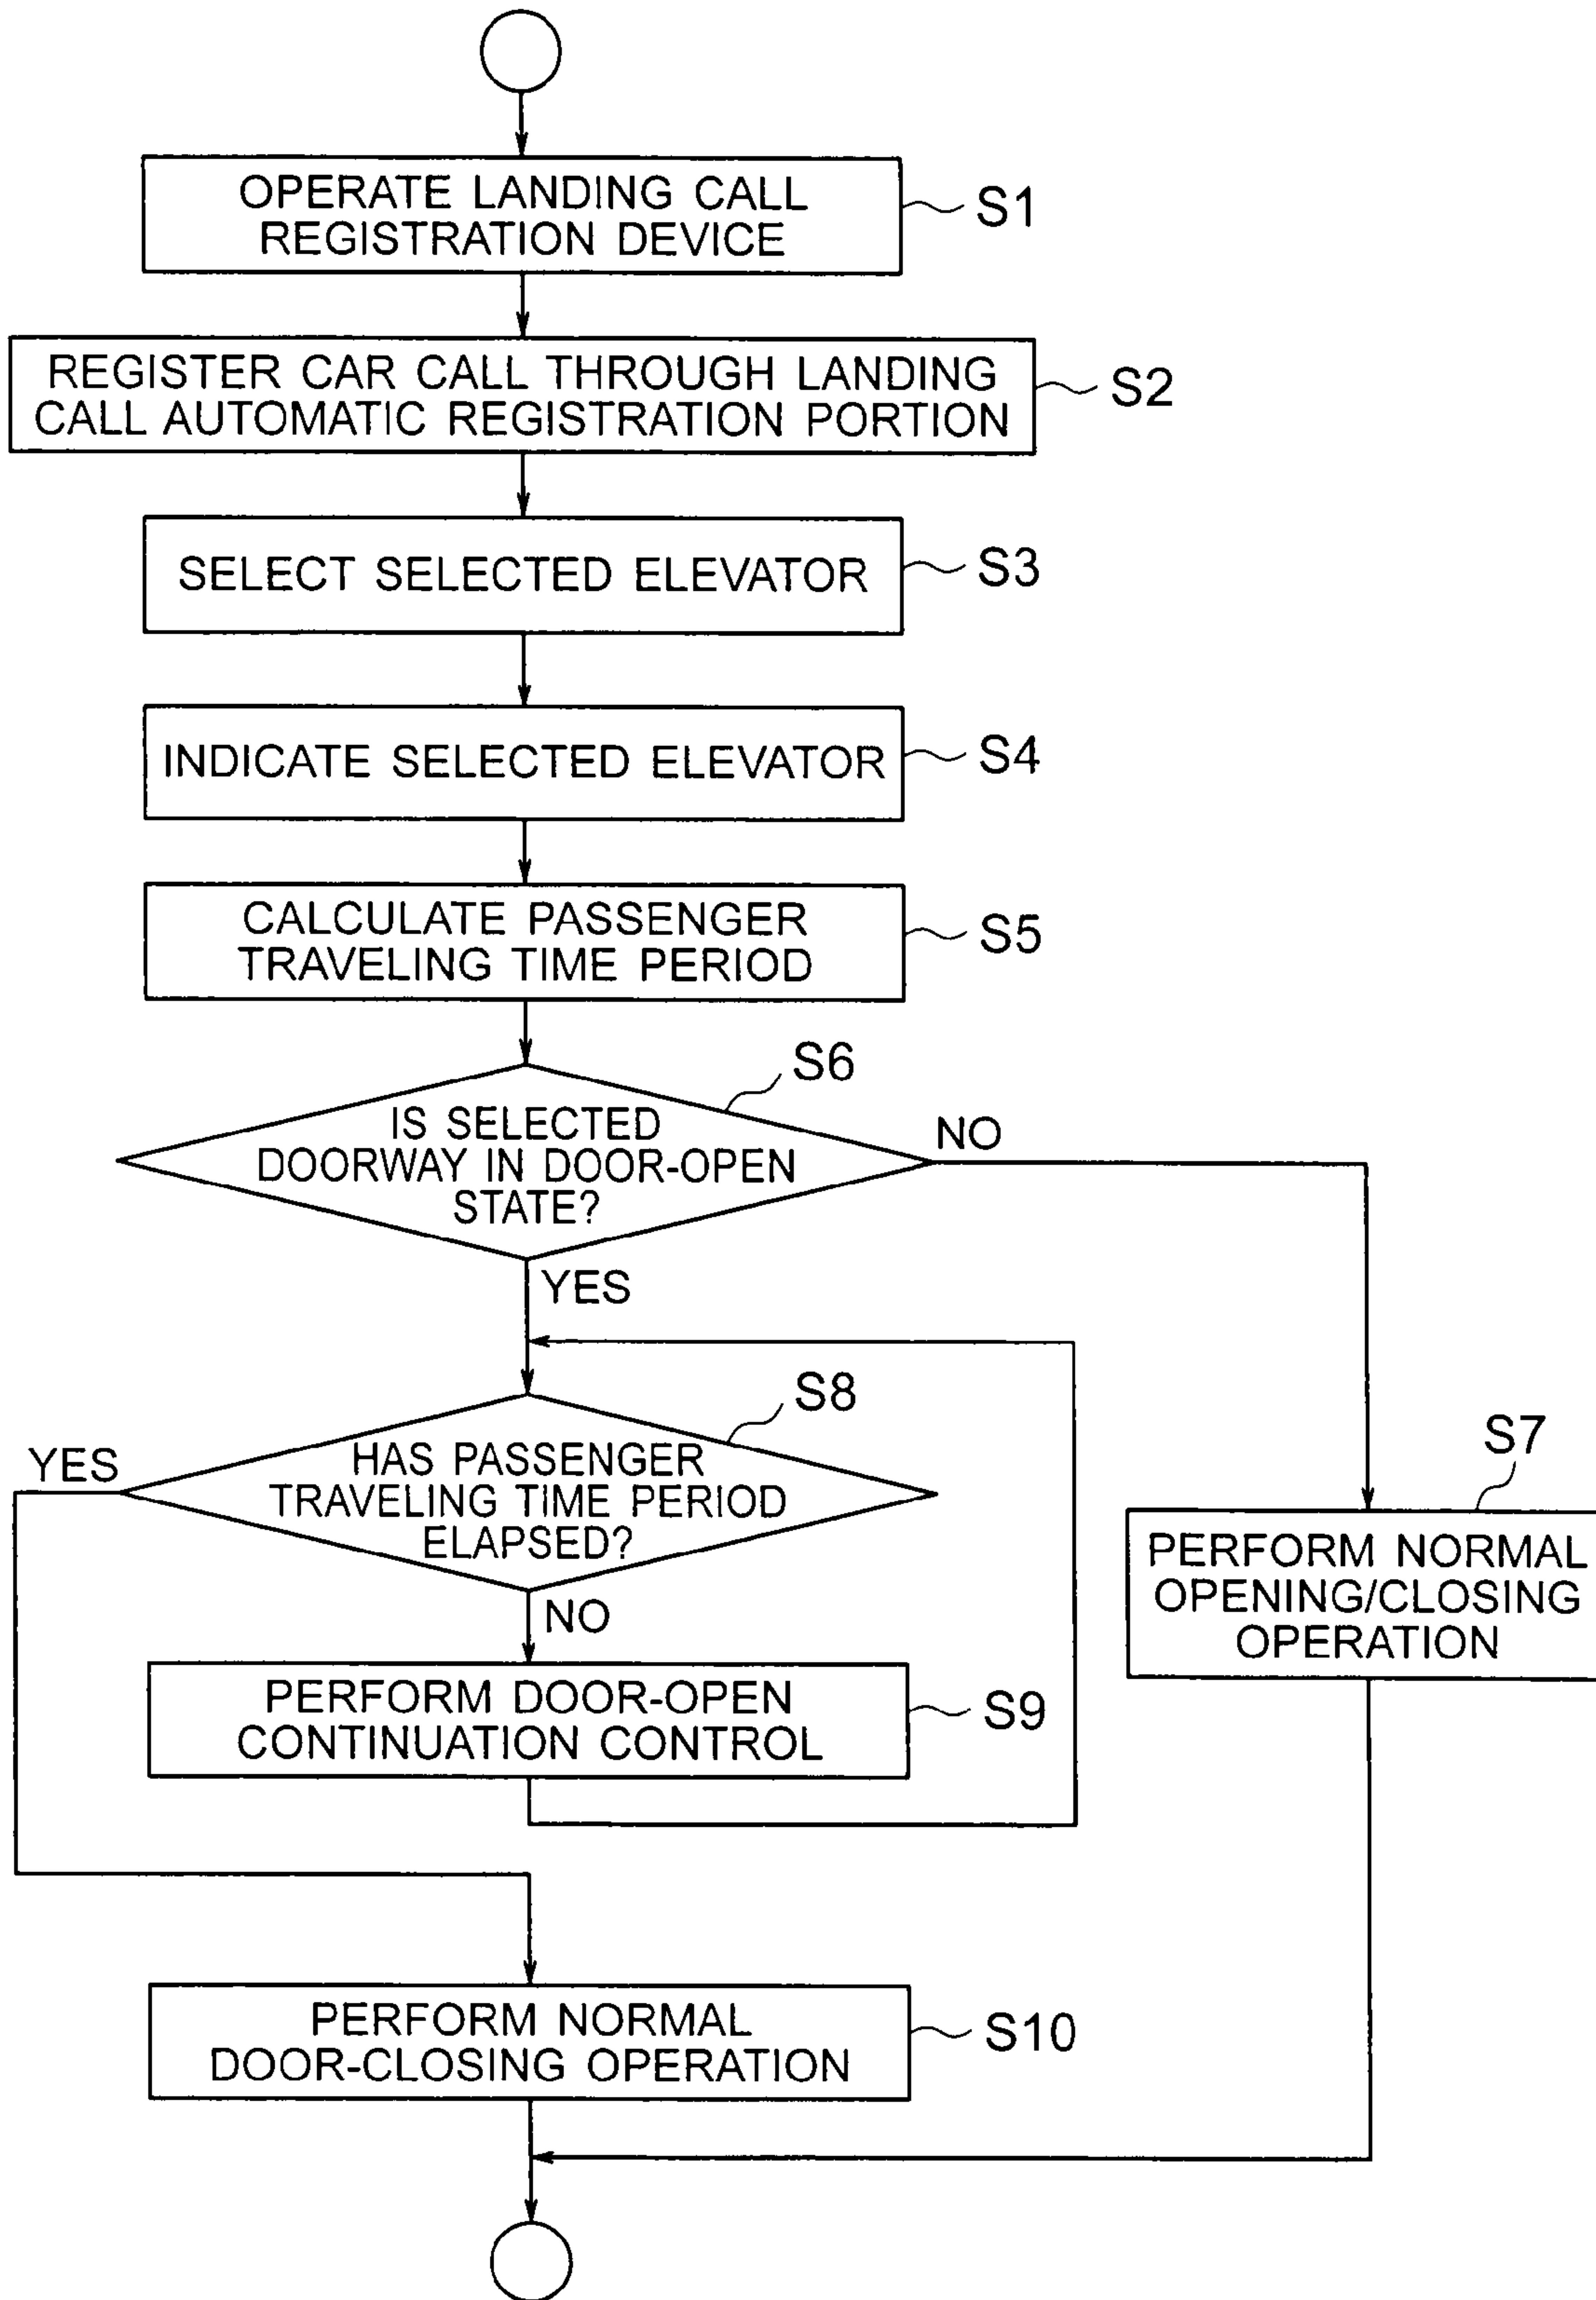 OPERATE LANDING CALL
REGISTRATION DEVICE
S1
REGISTER CAR CALL THROUGH LANDING
CALL AUTOMATIC REGISTRATION PORTION
S2
SELECT SELECTED ELEVATOR
S3
INDICATE SELECTED ELEVATOR
S4
CALCULATE PASSENGER
TRAVELING TIME PERIOD
S5
S6
IS SELECTED
DOORWAY IN DOOR-OPEN
STATE?
NO
YES
S8
HAS PASSENGER
TRAVELING TIME PERIOD
ELAPSED?
YES
NO
S7
PERFORM NORMAL
OPENING/CLOSING
OPERATION
PERFORM DOOR-OPEN
CONTINUATION CONTROL
S9
PERFORM NORMAL
DOOR-CLOSING OPERATION
S10